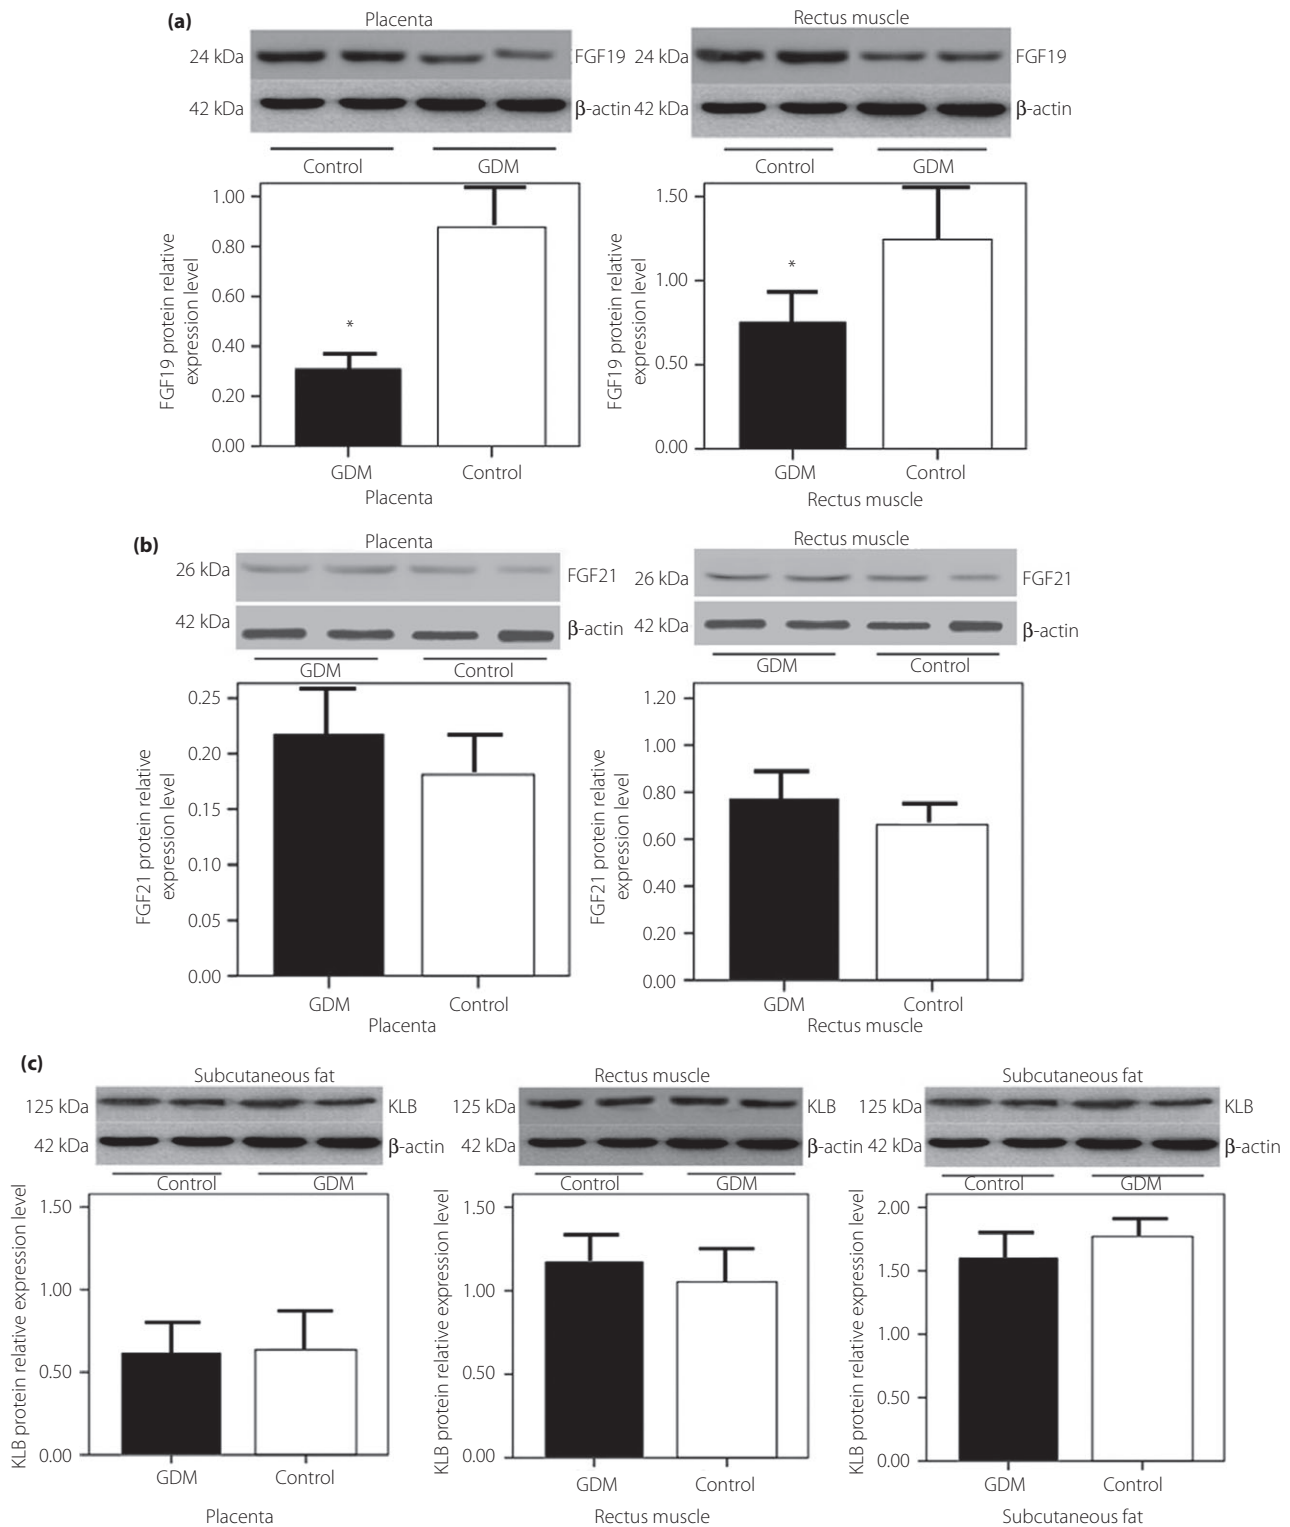 (a)
Placenta
24 kDa
FGF19
42 kDa
β-actin
Control GDM
1.00
0.80
0.60
0.40
0.20
0.00
FGF19 protein relative
expression level
*
GDM Control
Placenta
Rectus muscle
24 kDa
FGF19
42 kDa
β-actin
Control GDM
1.50
1.00
0.50
0.00
FGF19 protein relative
expression level
*
GDM Control
Rectus muscle
(b)
Placenta
26 kDa
FGF21
42 kDa
β-actin
GDM Control
0.25
0.20
0.15
0.10
0.05
0.00
FGF21 protein relative
expression level
GDM Control
Placenta
Rectus muscle
26 kDa
FGF21
42 kDa
β-actin
GDM Control
1.20
1.00
0.80
0.60
0.40
0.20
0.00
FGF21 protein relative
expression level
GDM Control
Rectus muscle
(c)
Subcutaneous fat
125 kDa
KLB
42 kDa
β-actin
Control GDM
1.50
1.00
0.50
0.00
KLB protein relative expression level
GDM Control
Placenta
Rectus muscle
125 kDa
KLB
42 kDa
β-actin
Control GDM
1.50
1.00
0.50
0.00
KLB protein relative expression level
GDM Control
Rectus muscle
Subcutaneous fat
125 kDa
KLB
42 kDa
β-actin
Control GDM
2.00
1.50
1.00
0.50
0.00
KLB protein relative expression level
GDM Control
Subcutaneous fat